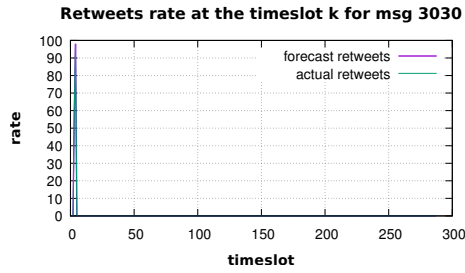 Retweets rate at the timeslot k for msg 3030
100
90
80
70
60
50
40
30
20
10
0
rate
forecast retweets
actual retweets
0 50 100 150 200 250 300
timeslot